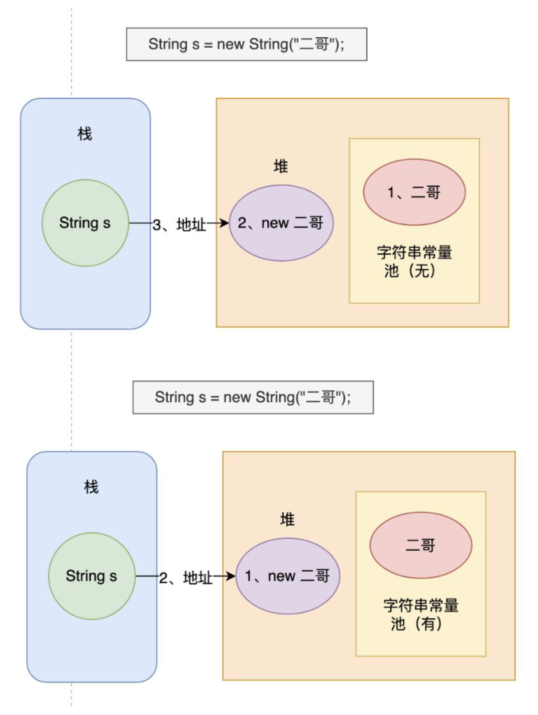 String s = new String("二哥");
栈
堆
String s
3、地址
2、new 二哥
1、二哥
字符串常量
池（无）
String s = new String("二哥");
栈
堆
String s
2、地址
1、new 二哥
二哥
字符串常量
池（有）